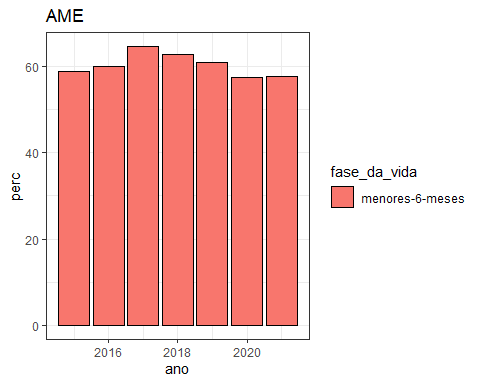 AME
60
40
20
0
perc
2016 2018 2020
ano
fase_da_vida
menores-6-meses